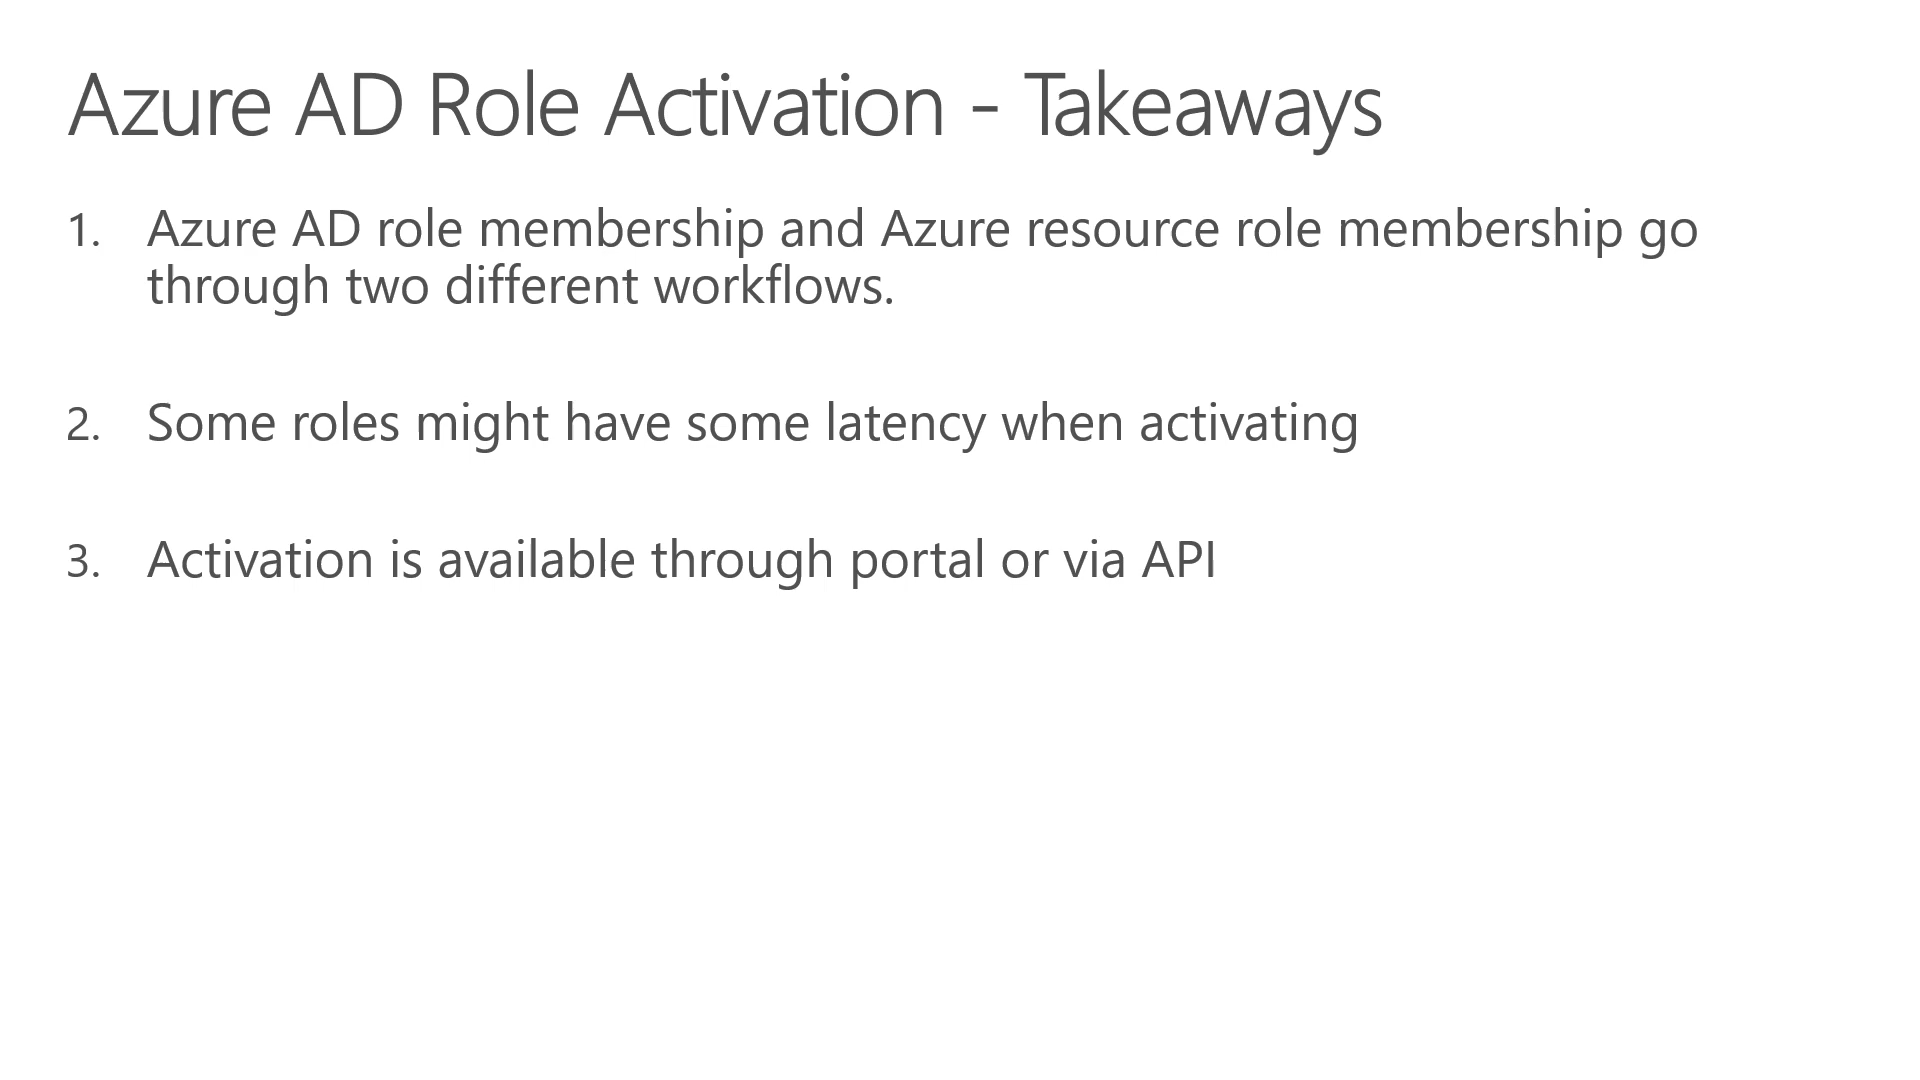 Azure AD Role Activation - Takeaways
1. Azure AD role membership and Azure resource role membership go
through two different workflows.
2. Some roles might have some latency when activating
3. Activation is available through portal or via API